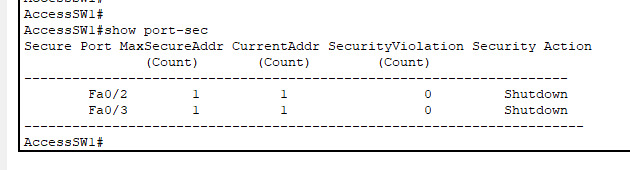 AccessSW1#
AccessSW1#show port-sec
Secure Port MaxSecureAddr CurrentAddr SecurityViolation Security Action
(Count) (Count) (Count)
--------------------------------------------------------------------
Fa0/2 1 1 0 Shutdown
Fa0/3 1 1 0 Shutdown
----------------------------------------------------------------------
AccessSW1#